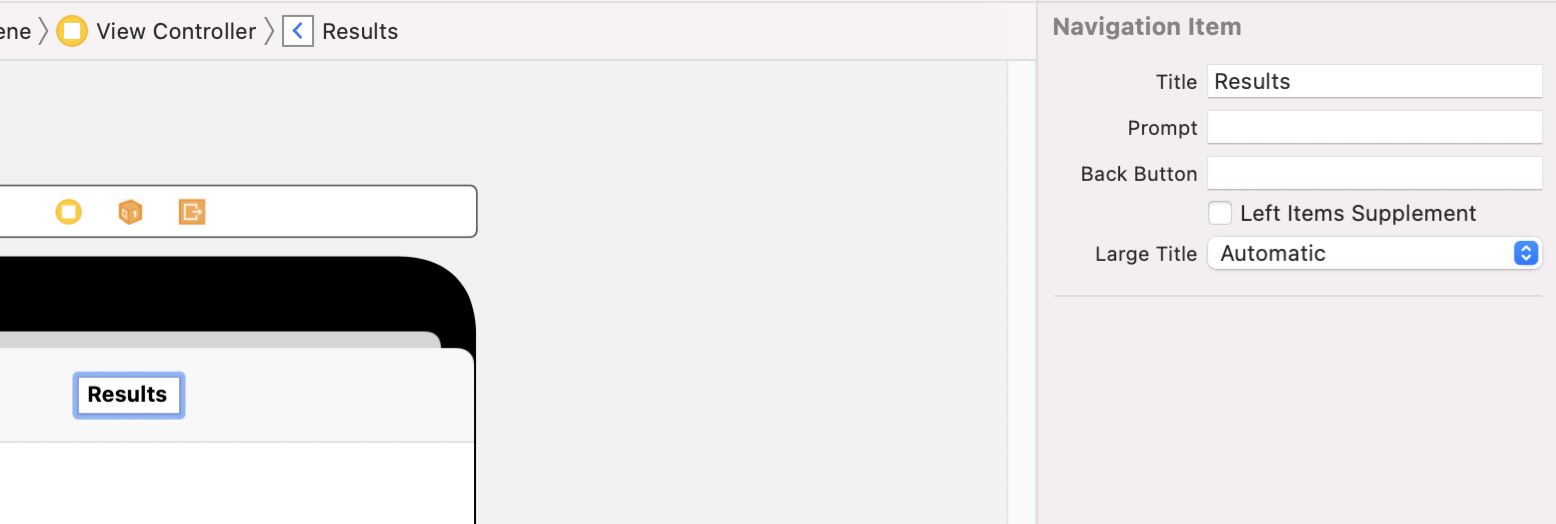 ene 〉 View Controller 〉 Results
Navigation Item
Title Results
Prompt
Back Button
Left Items Supplement
Large Title Automatic
Results